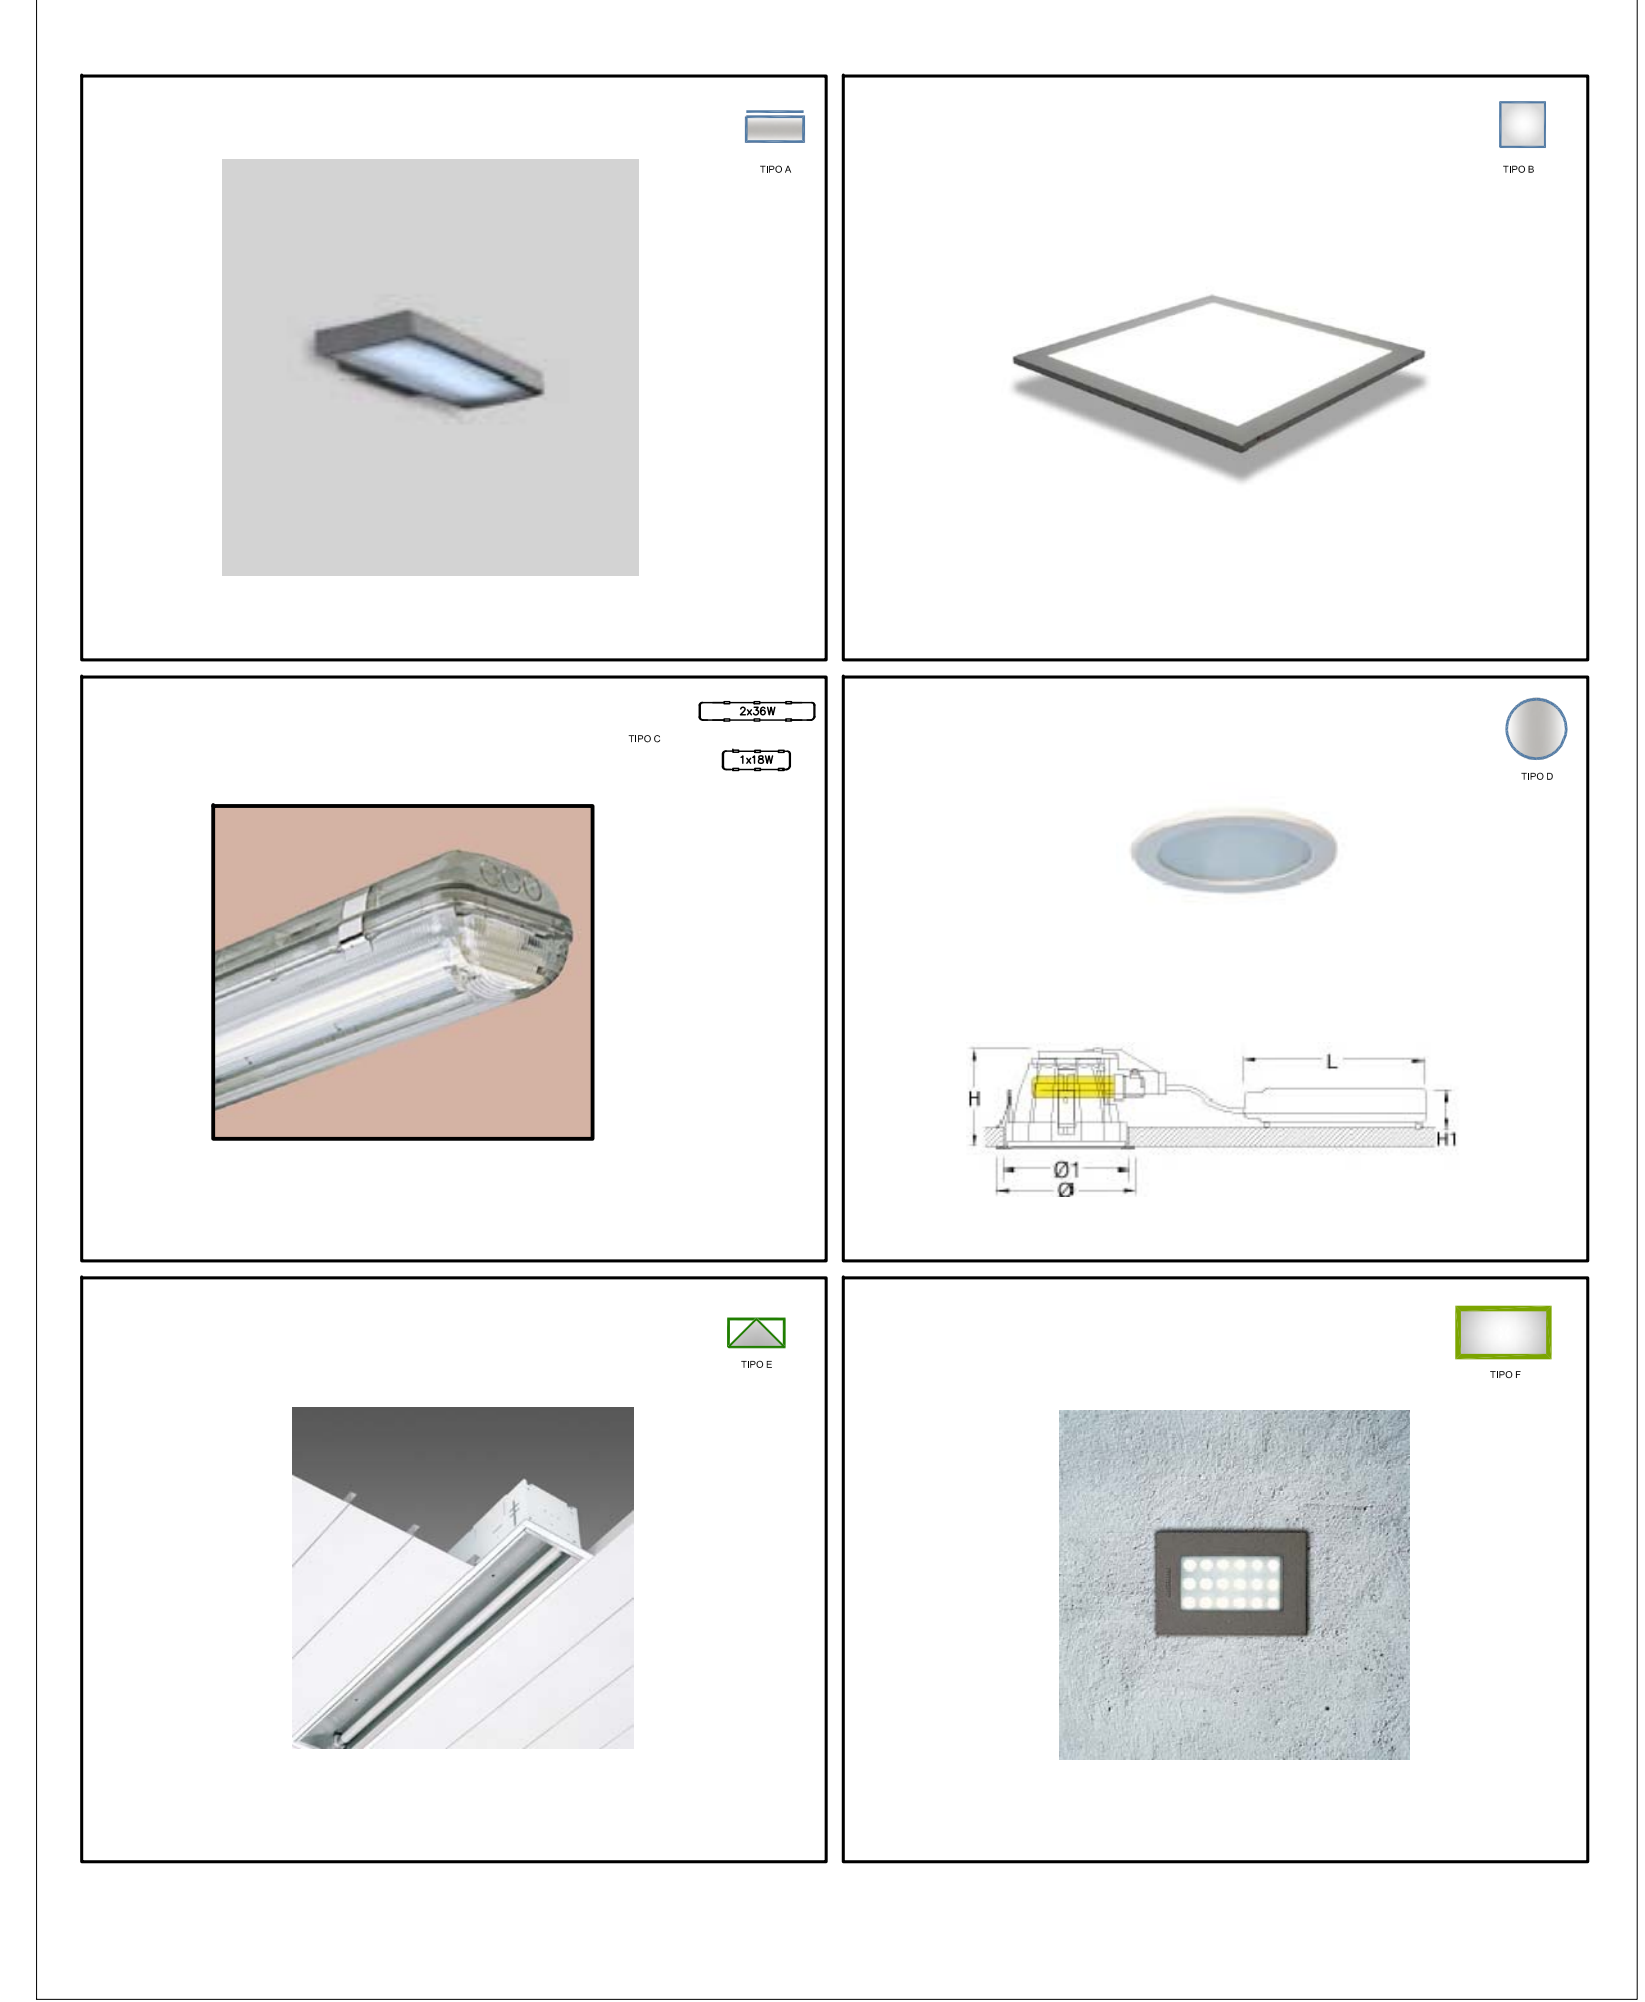 TIPO A
TIPO B
2x36W
TIPO C
1x18W
TIPO D
L
H
H1
Ø1
Ø
TIPO E
TIPO F